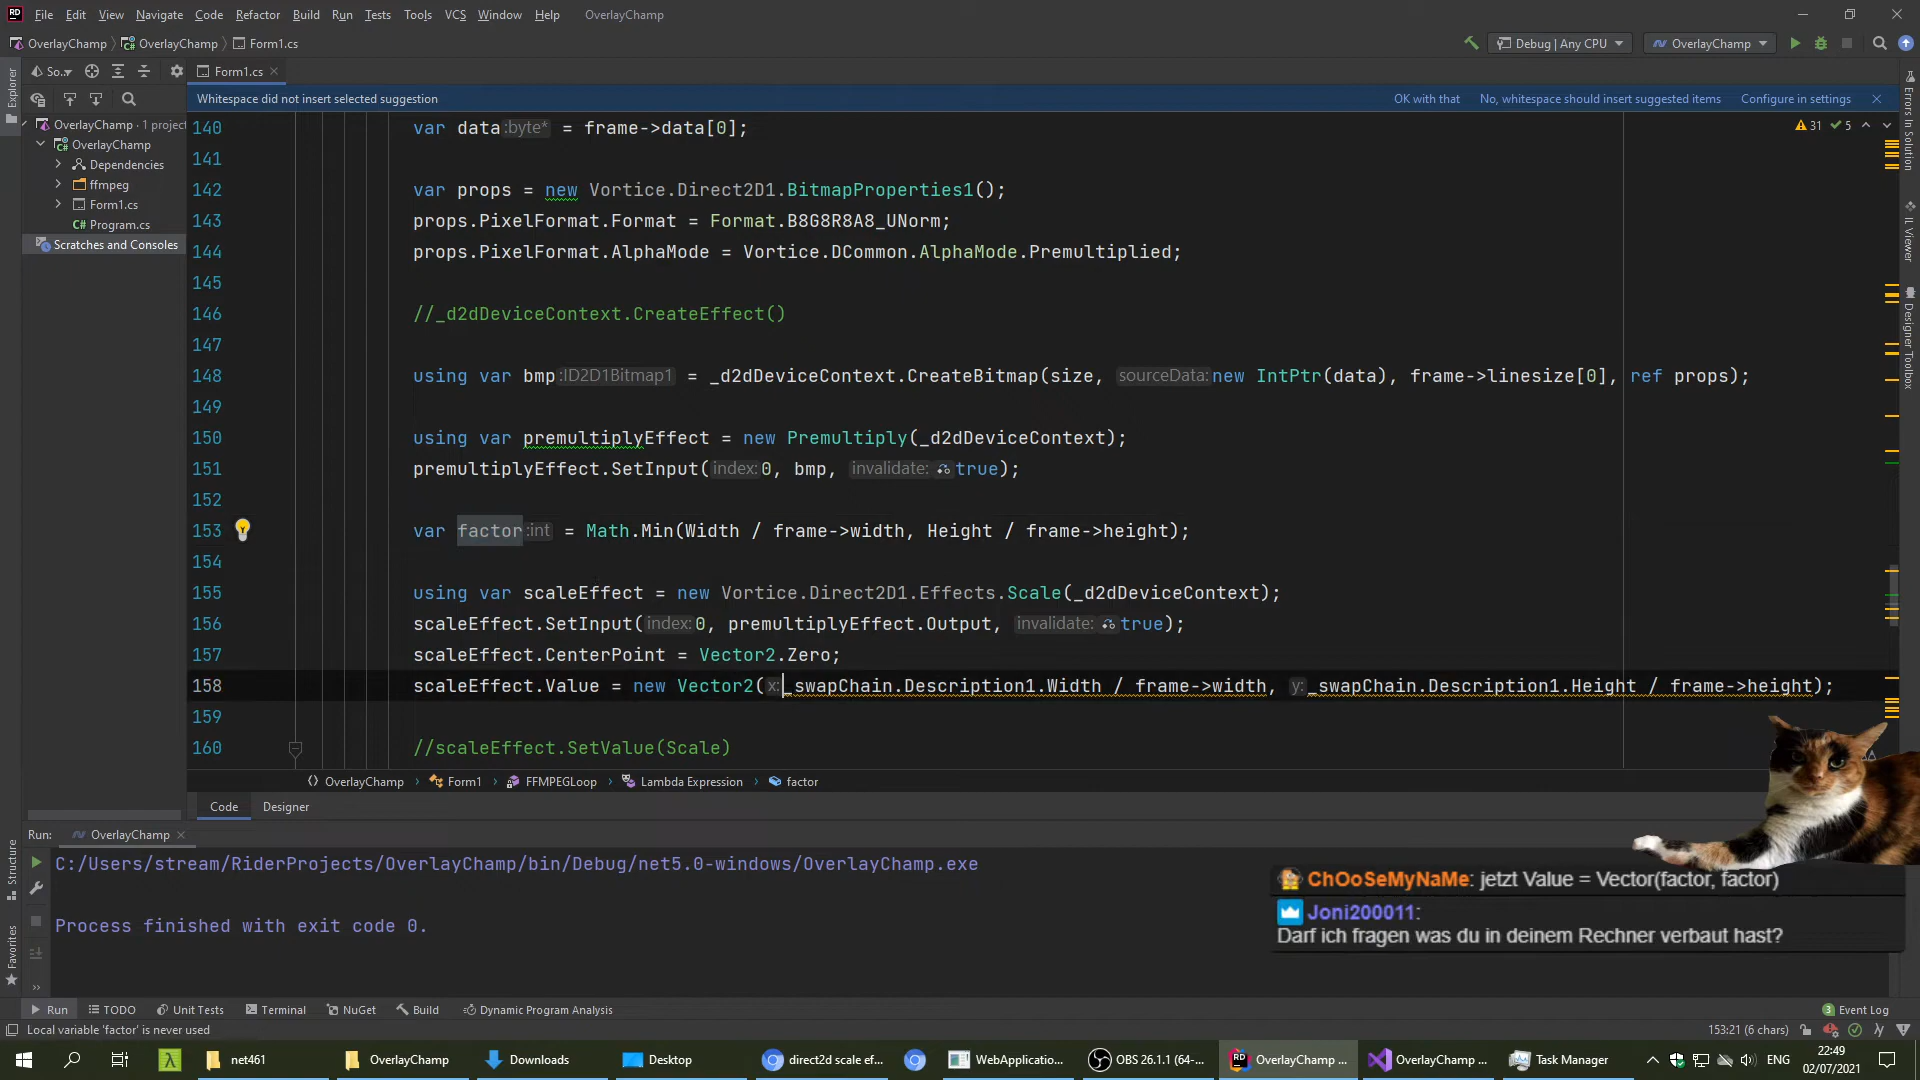 File Edit View Navigate Code Refactor Build Run Tests Tools VCS Window Help OverlayChamp
OverlayChamp OverlayChamp Form1.cs Debug | Any CPU OverlayChamp
Explorer So.. Form1.cs
Whitespace did not insert selected suggestion OK with that No, whitespace should insert suggested items Configure in settings
OverlayChamp · 1 project
OverlayChamp
Dependencies
ffmpeg
Form1.cs
Program.cs
Scratches and Consoles
31 5
140 var data :byte* = frame->data[0];
141
142 var props = new Vortice.Direct2D1.BitmapProperties1();
143 props.PixelFormat.Format = Format.B8G8R8A8_UNorm;
144 props.PixelFormat.AlphaMode = Vortice.DCommon.AlphaMode.Premultiplied;
145
146 //_d2dDeviceContext.CreateEffect()
147
148 using var bmp :ID2D1Bitmap1 = _d2dDeviceContext.CreateBitmap(size, sourceData: new IntPtr(data), frame->linesize[0], ref props);
149
150 using var premultiplyEffect = new Premultiply(_d2dDeviceContext);
151 premultiplyEffect.SetInput(index: 0, bmp, invalidate: true);
152
153 var factor :int = Math.Min(Width / frame->width, Height / frame->height);
154
155 using var scaleEffect = new Vortice.Direct2D1.Effects.Scale(_d2dDeviceContext);
156 scaleEffect.SetInput(index: 0, premultiplyEffect.Output, invalidate: true);
157 scaleEffect.CenterPoint = Vector2.Zero;
158 scaleEffect.Value = new Vector2(x: _swapChain.Description1.Width / frame->width, y: _swapChain.Description1.Height / frame->height);
159
160 //scaleEffect.SetValue(Scale)
Errors In Solution
IL Viewer
Designer Toolbox
OverlayChamp Form1 FFMPEGLoop Lambda Expression factor
Code Designer
Run: OverlayChamp
C:/Users/stream/RiderProjects/OverlayChamp/bin/Debug/net5.0-windows/OverlayChamp.exe
Process finished with exit code 0.
Structure
Favorites
ChOoSeMyNaMe: jetzt Value = Vector(factor, factor)
Joni200011:
Darf ich fragen was du in deinem Rechner verbaut hast?
Run TODO Unit Tests Terminal NuGet Build Dynamic Program Analysis 3 Event Log
Local variable 'factor' is never used 153:21 (6 chars)
net461 OverlayChamp Downloads Desktop direct2d scale ef... WebApplicatio... OBS 26.1.1 (64-... OverlayChamp ... OverlayChamp ... Task Manager ENG 22:49
02/07/2021